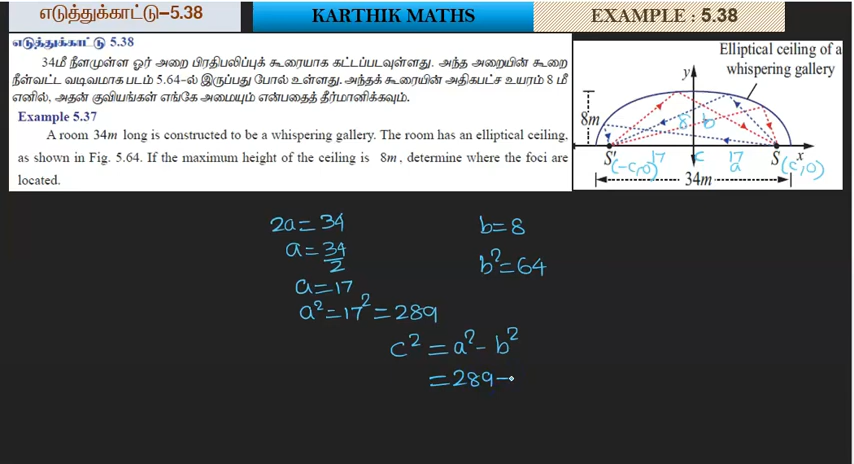 எடுத்துக்காட்டு-5.38
KARTHIK MATHS
EXAMPLE : 5.38
எடுத்துக்காட்டு 5.38
34மீ நீளமுள்ள ஓர் அறை பிரதிபலிப்புக் கூரையாக கட்டப்படவுள்ளது. அந்த அறையின் கூரை
நீள்வட்ட வடிவமாக படம் 5.64-ல் இருப்பது போல் உள்ளது. அந்தக் கூரையின் அதிகபட்ச உயரம் 8 மீ
எனில், அதன் குவியங்கள் எங்கே அமையும் என்பதைத் தீர்மானிக்கவும்.
Example 5.37
A room 34m long is constructed to be a whispering gallery. The room has an elliptical ceiling,
as shown in Fig. 5.64. If the maximum height of the ceiling is 8m, determine where the foci are
located.
Elliptical ceiling of a
whispering gallery
y
8m
8 b
S' 17 c 17 S x
(-c,0) a (c,0)
34m
2a = 34
a = 34/2
a = 17
a² = 17² = 289
b = 8
b² = 64
c² = a² - b²
= 289 -